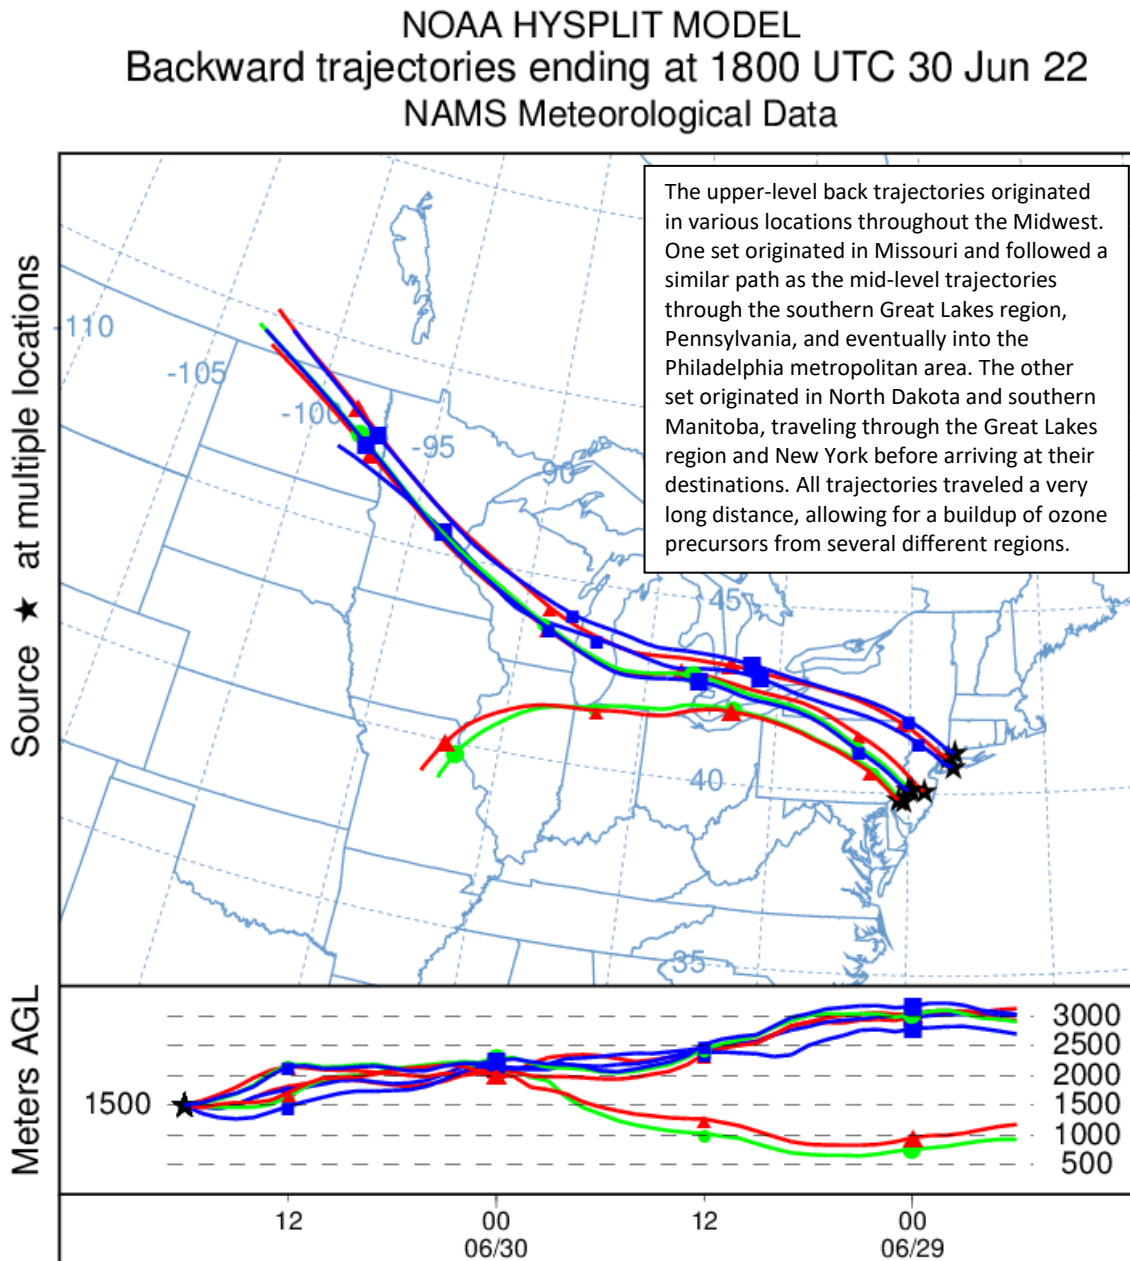 NOAA HYSPLIT MODEL
Backward trajectories ending at 1800 UTC 30 Jun 22
NAMS Meteorological Data
Source ★ at multiple locations
The upper-level back trajectories originated
in various locations throughout the Midwest.
One set originated in Missouri and followed a
similar path as the mid-level trajectories
through the southern Great Lakes region,
Pennsylvania, and eventually into the
Philadelphia metropolitan area. The other
set originated in North Dakota and southern
Manitoba, traveling through the Great Lakes
region and New York before arriving at their
destinations. All trajectories traveled a very
long distance, allowing for a buildup of ozone
precursors from several different regions.
-110
-105
-100
-95
90
45
40
35
Meters AGL
1500
3000
2500
2000
1500
1000
500
12 00 12 00
06/30 06/29